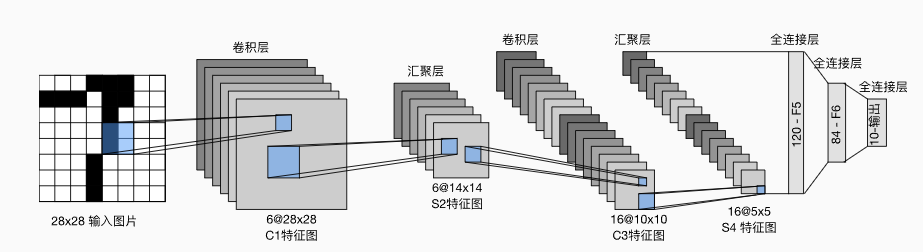 卷积层
汇聚层
卷积层
汇聚层
全连接层
全连接层
全连接层
120 - F5
84 - F6
10-输出
28x28 输入图片
6@28x28
C1特征图
6@14x14
S2特征图
16@10x10
C3特征图
16@5x5
S4 特征图